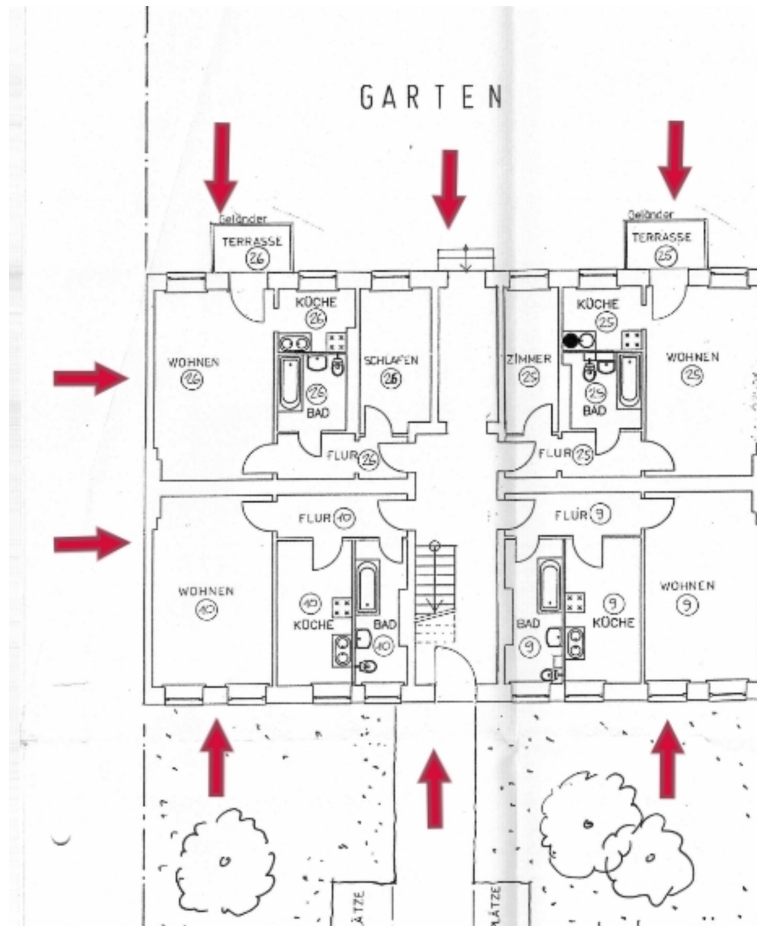 GARTEN
Geländer
TERRASSE
26
Geländer
TERRASSE
25
KÜCHE
26
WOHNEN
26
SCHLAFEN
26
26
BAD
FLUR 26
KÜCHE
25
ZIMMER
25
WOHNEN
25
25
BAD
FLUR 25
FLUR 10
FLUR 9
WOHNEN
10
10
KÜCHE
BAD
10
BAD
9
9
KÜCHE
WOHNEN
9
ÄTZE
PLÄTZE